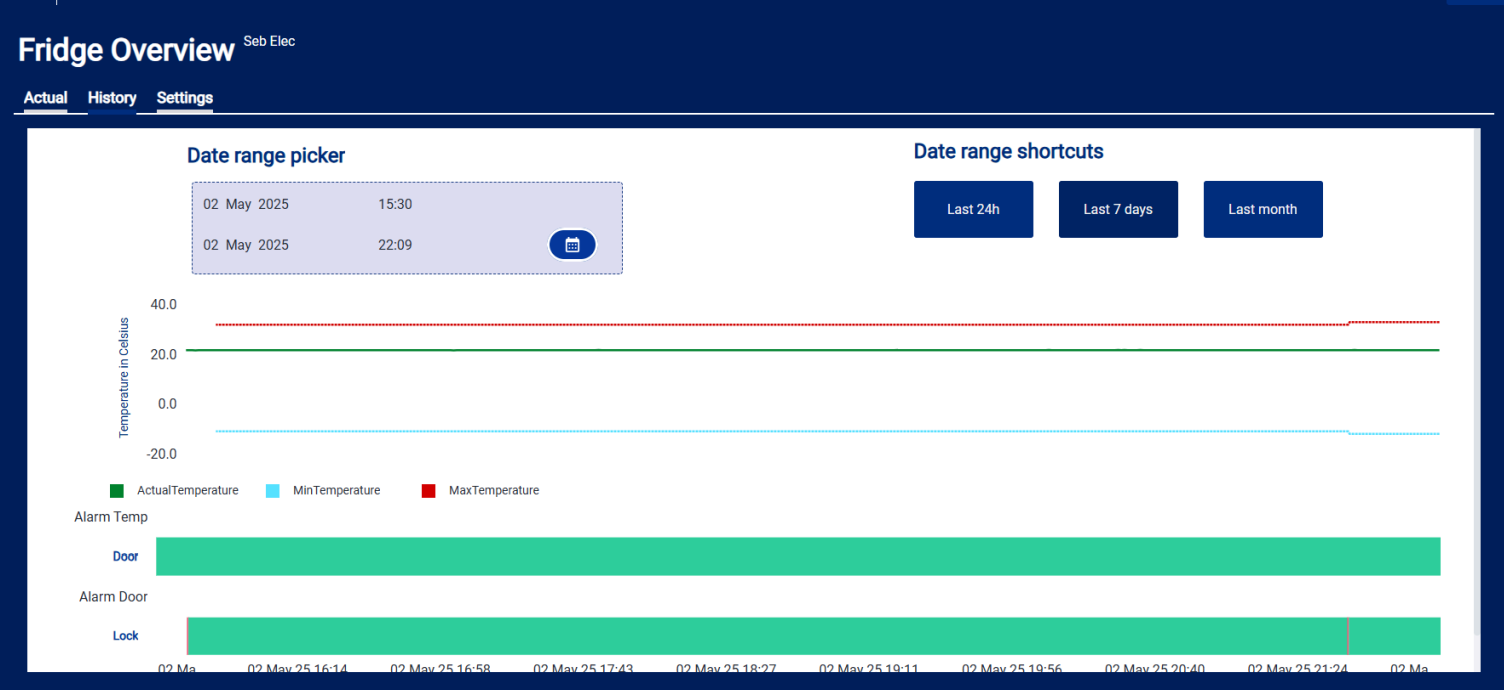 Fridge Overview Seb Elec
Actual History Settings
Date range picker
Date range shortcuts
02 May 2025 15:30
02 May 2025 22:09
Last 24h Last 7 days Last month
40.0
20.0
0.0
-20.0
Temperature in Celsius
ActualTemperature MinTemperature MaxTemperature
Alarm Temp
Door
Alarm Door
Lock
02 Ma 02 May 25 16:14 02 May 25 16:58 02 May 25 17:43 02 May 25 18:27 02 May 25 19:11 02 May 25 19:56 02 May 25 20:40 02 May 25 21:24 02 Ma